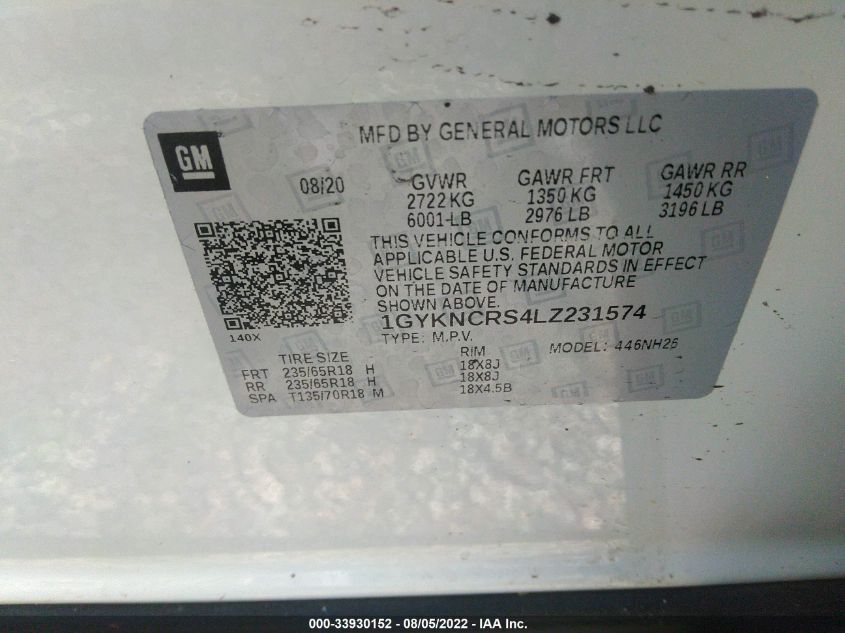 GM
MFD BY GENERAL MOTORS LLC
08/20
GVWR GAWR FRT GAWR RR
2722 KG 1350 KG 1450 KG
6001 LB 2976 LB 3196 LB
THIS VEHICLE CONFORMS TO ALL
APPLICABLE U.S. FEDERAL MOTOR
VEHICLE SAFETY STANDARDS IN EFFECT
ON THE DATE OF MANUFACTURE
SHOWN ABOVE.
1GYKNCRS4LZ231574
140X
TYPE: M.P.V. MODEL: 446NH26
TIRE SIZE RIM
FRT 235/65R18 H 18X8J
RR 235/65R18 H 18X8J
SPA T135/70R18 M 18X4.5B
000-33930152 - 08/05/2022 - IAA Inc.